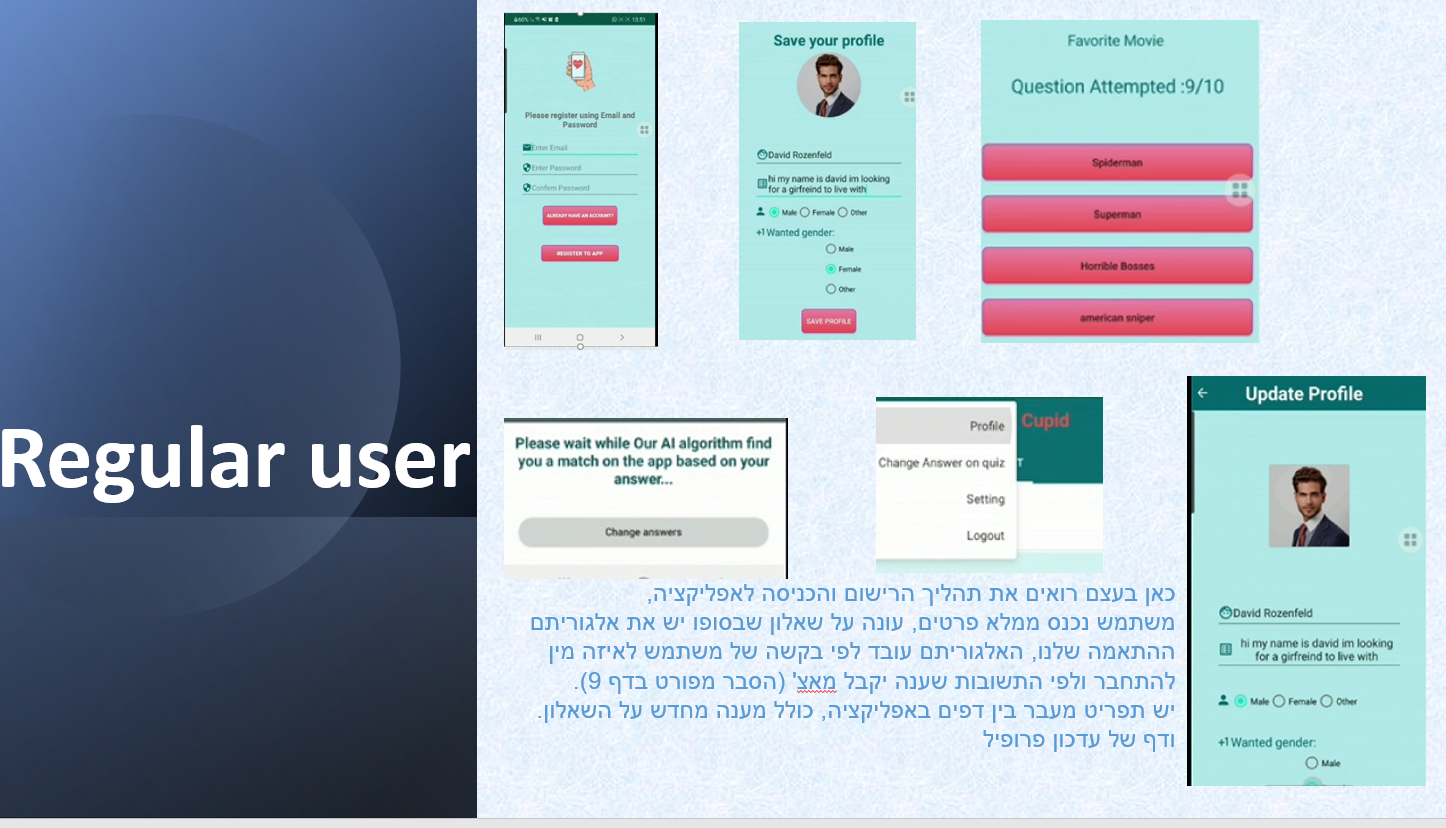 Regular user
60% 13:51
Please register using Email and
Password
Enter Email
Enter Password
Confirm Password
ALREADY HAVE AN ACCOUNT?
REGISTER TO APP
Save your profile
David Rozenfeld
hi my name is david im looking
for a girfreind to live with
Male Female Other
+1 Wanted gender:
Male
Female
Other
SAVE PROFILE
Favorite Movie
Question Attempted :9/10
Spiderman
Superman
Horrible Bosses
american sniper
Please wait while Our AI algorithm find
you a match on the app based on your
answer...
Change answers
Profile
Change Answer on quiz
Setting
Logout
Cupid
T
Update Profile
David Rozenfeld
hi my name is david im looking
for a girfreind to live with
Male Female Other
+1 Wanted gender:
Male
כאן בעצם רואים את תהליך הרישום והכניסה לאפליקציה,
משתמש נכנס ממלא פרטים, עונה על שאלון שבסופו יש את אלגוריתם
ההתאמה שלנו, האלגוריתם עובד לפי בקשה של משתמש לאיזה מין
להתחבר ולפי התשובות שענה יקבל מאצ' (הסבר מפורט בדף 9).
יש תפריט מעבר בין דפים באפליקציה, כולל מענה מחדש על השאלון.
ודף של עדכון פרופיל